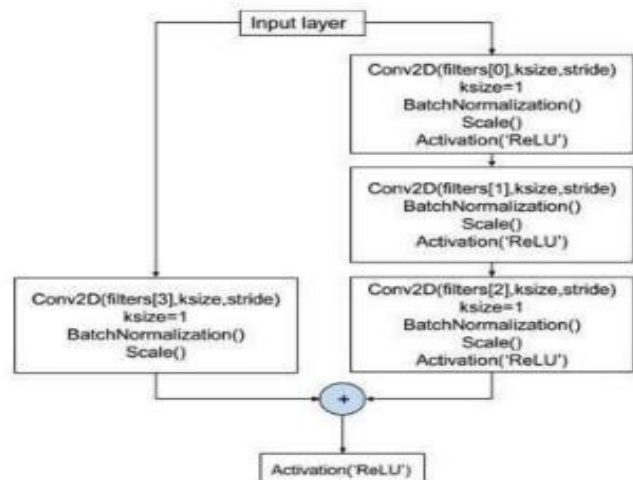 Input layer
Conv2D(filters[0],ksize,stride)
ksize=1
BatchNormalization()
Scale()
Activation('ReLU')
Conv2D(filters[1],ksize,stride)
BatchNormalization()
Scale()
Activation('ReLU')
Conv2D(filters[3],ksize,stride)
ksize=1
BatchNormalization()
Scale()
Conv2D(filters[2],ksize,stride)
ksize=1
BatchNormalization()
Scale()
Activation('ReLU')
+
Activation('ReLU')